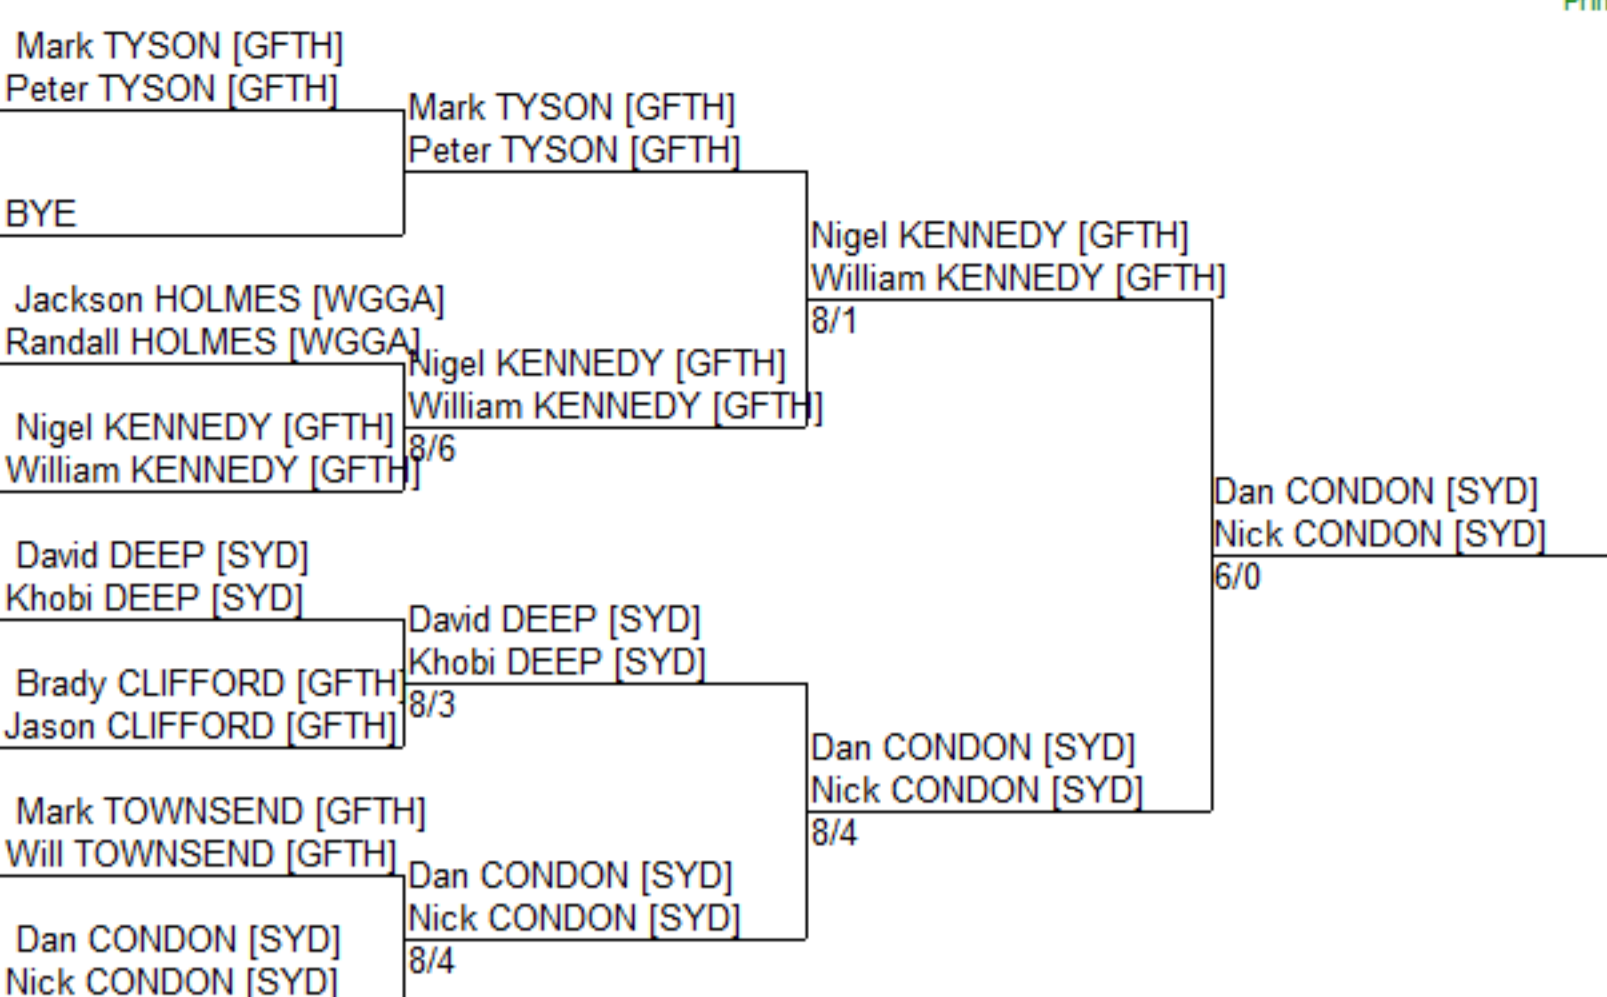 Mark TYSON [GFTH]
Peter TYSON [GFTH]
BYE
Jackson HOLMES [WGGA]
Randall HOLMES [WGGA]
Nigel KENNEDY [GFTH]
William KENNEDY [GFTH]
David DEEP [SYD]
Khobi DEEP [SYD]
Brady CLIFFORD [GFTH]
Jason CLIFFORD [GFTH]
Mark TOWNSEND [GFTH]
Will TOWNSEND [GFTH]
Dan CONDON [SYD]
Nick CONDON [SYD]
Mark TYSON [GFTH]
Peter TYSON [GFTH]
Nigel KENNEDY [GFTH]
William KENNEDY [GFTH]
8/6
David DEEP [SYD]
Khobi DEEP [SYD]
8/3
Dan CONDON [SYD]
Nick CONDON [SYD]
8/4
Nigel KENNEDY [GFTH]
William KENNEDY [GFTH]
8/1
Dan CONDON [SYD]
Nick CONDON [SYD]
8/4
Dan CONDON [SYD]
Nick CONDON [SYD]
6/0